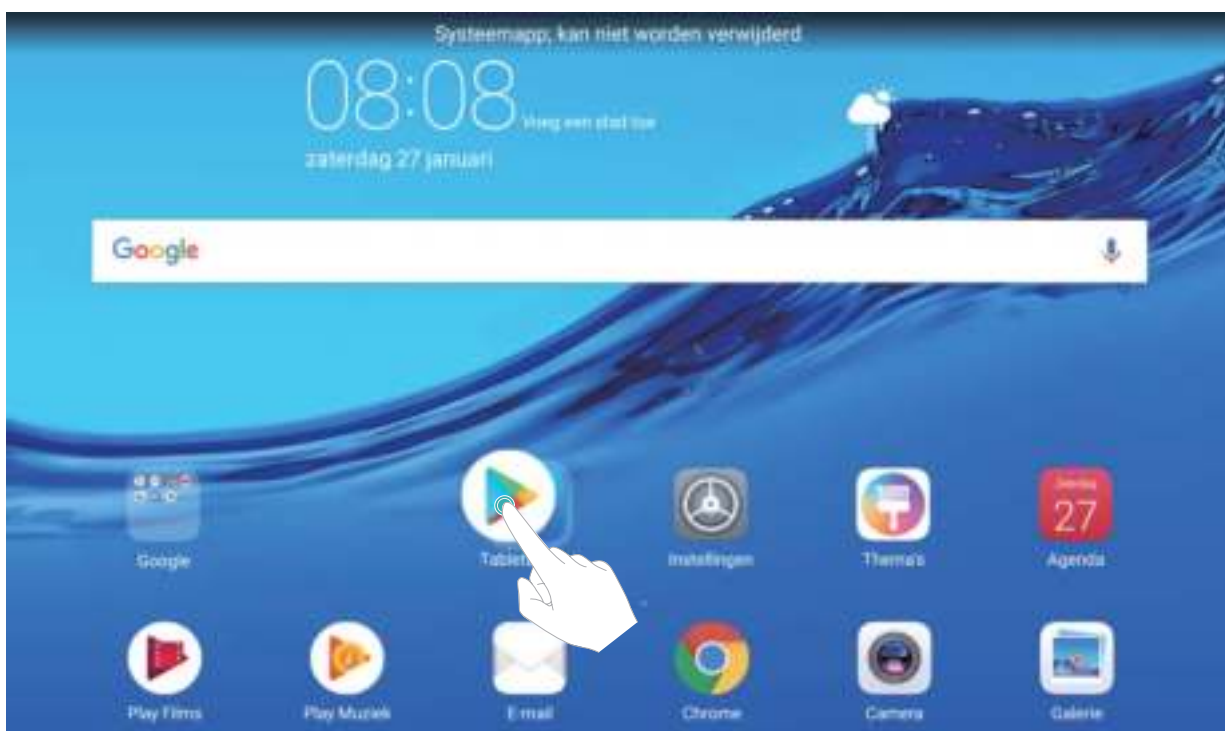 Systeemapp, kan niet worden verwijderd
08:08
Voeg een stad toe
zaterdag 27 januari
Google
27
Google
Instellingen
Thema's
Agenda
Play Films
Play Muziek
E-mail
Chrome
Camera
Galerie